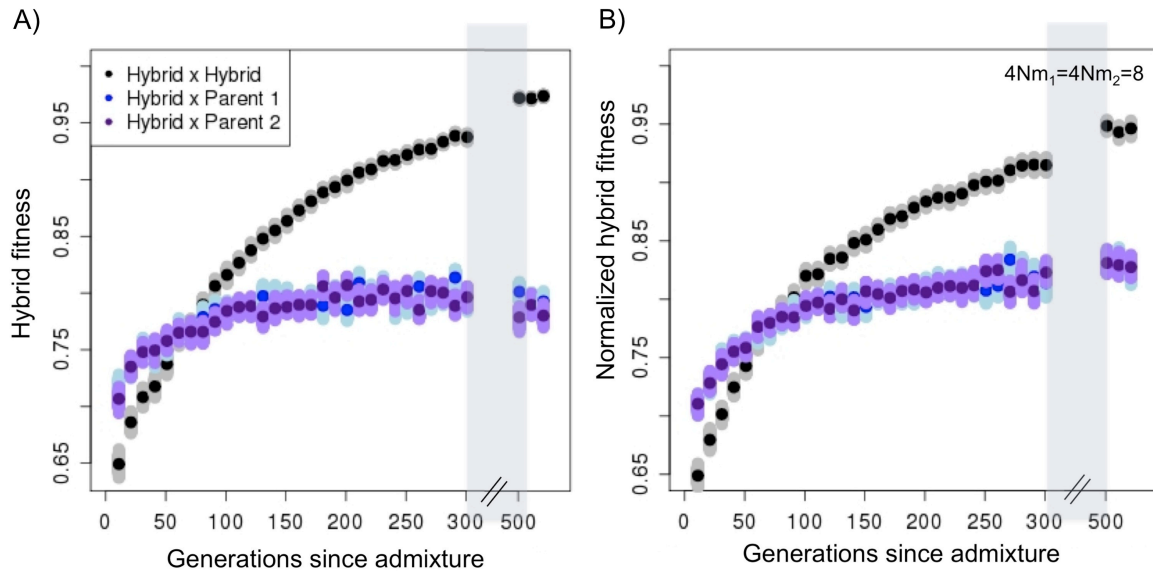 A)
Hybrid x Hybrid
Hybrid x Parent 1
Hybrid x Parent 2
Hybrid fitness
0.95
0.85
0.75
0.65
0 50 100 150 200 250 300 500
Generations since admixture
B)
4Nm₁=4Nm₂=8
Normalized hybrid fitness
0.95
0.85
0.75
0.65
0 50 100 150 200 250 300 500
Generations since admixture